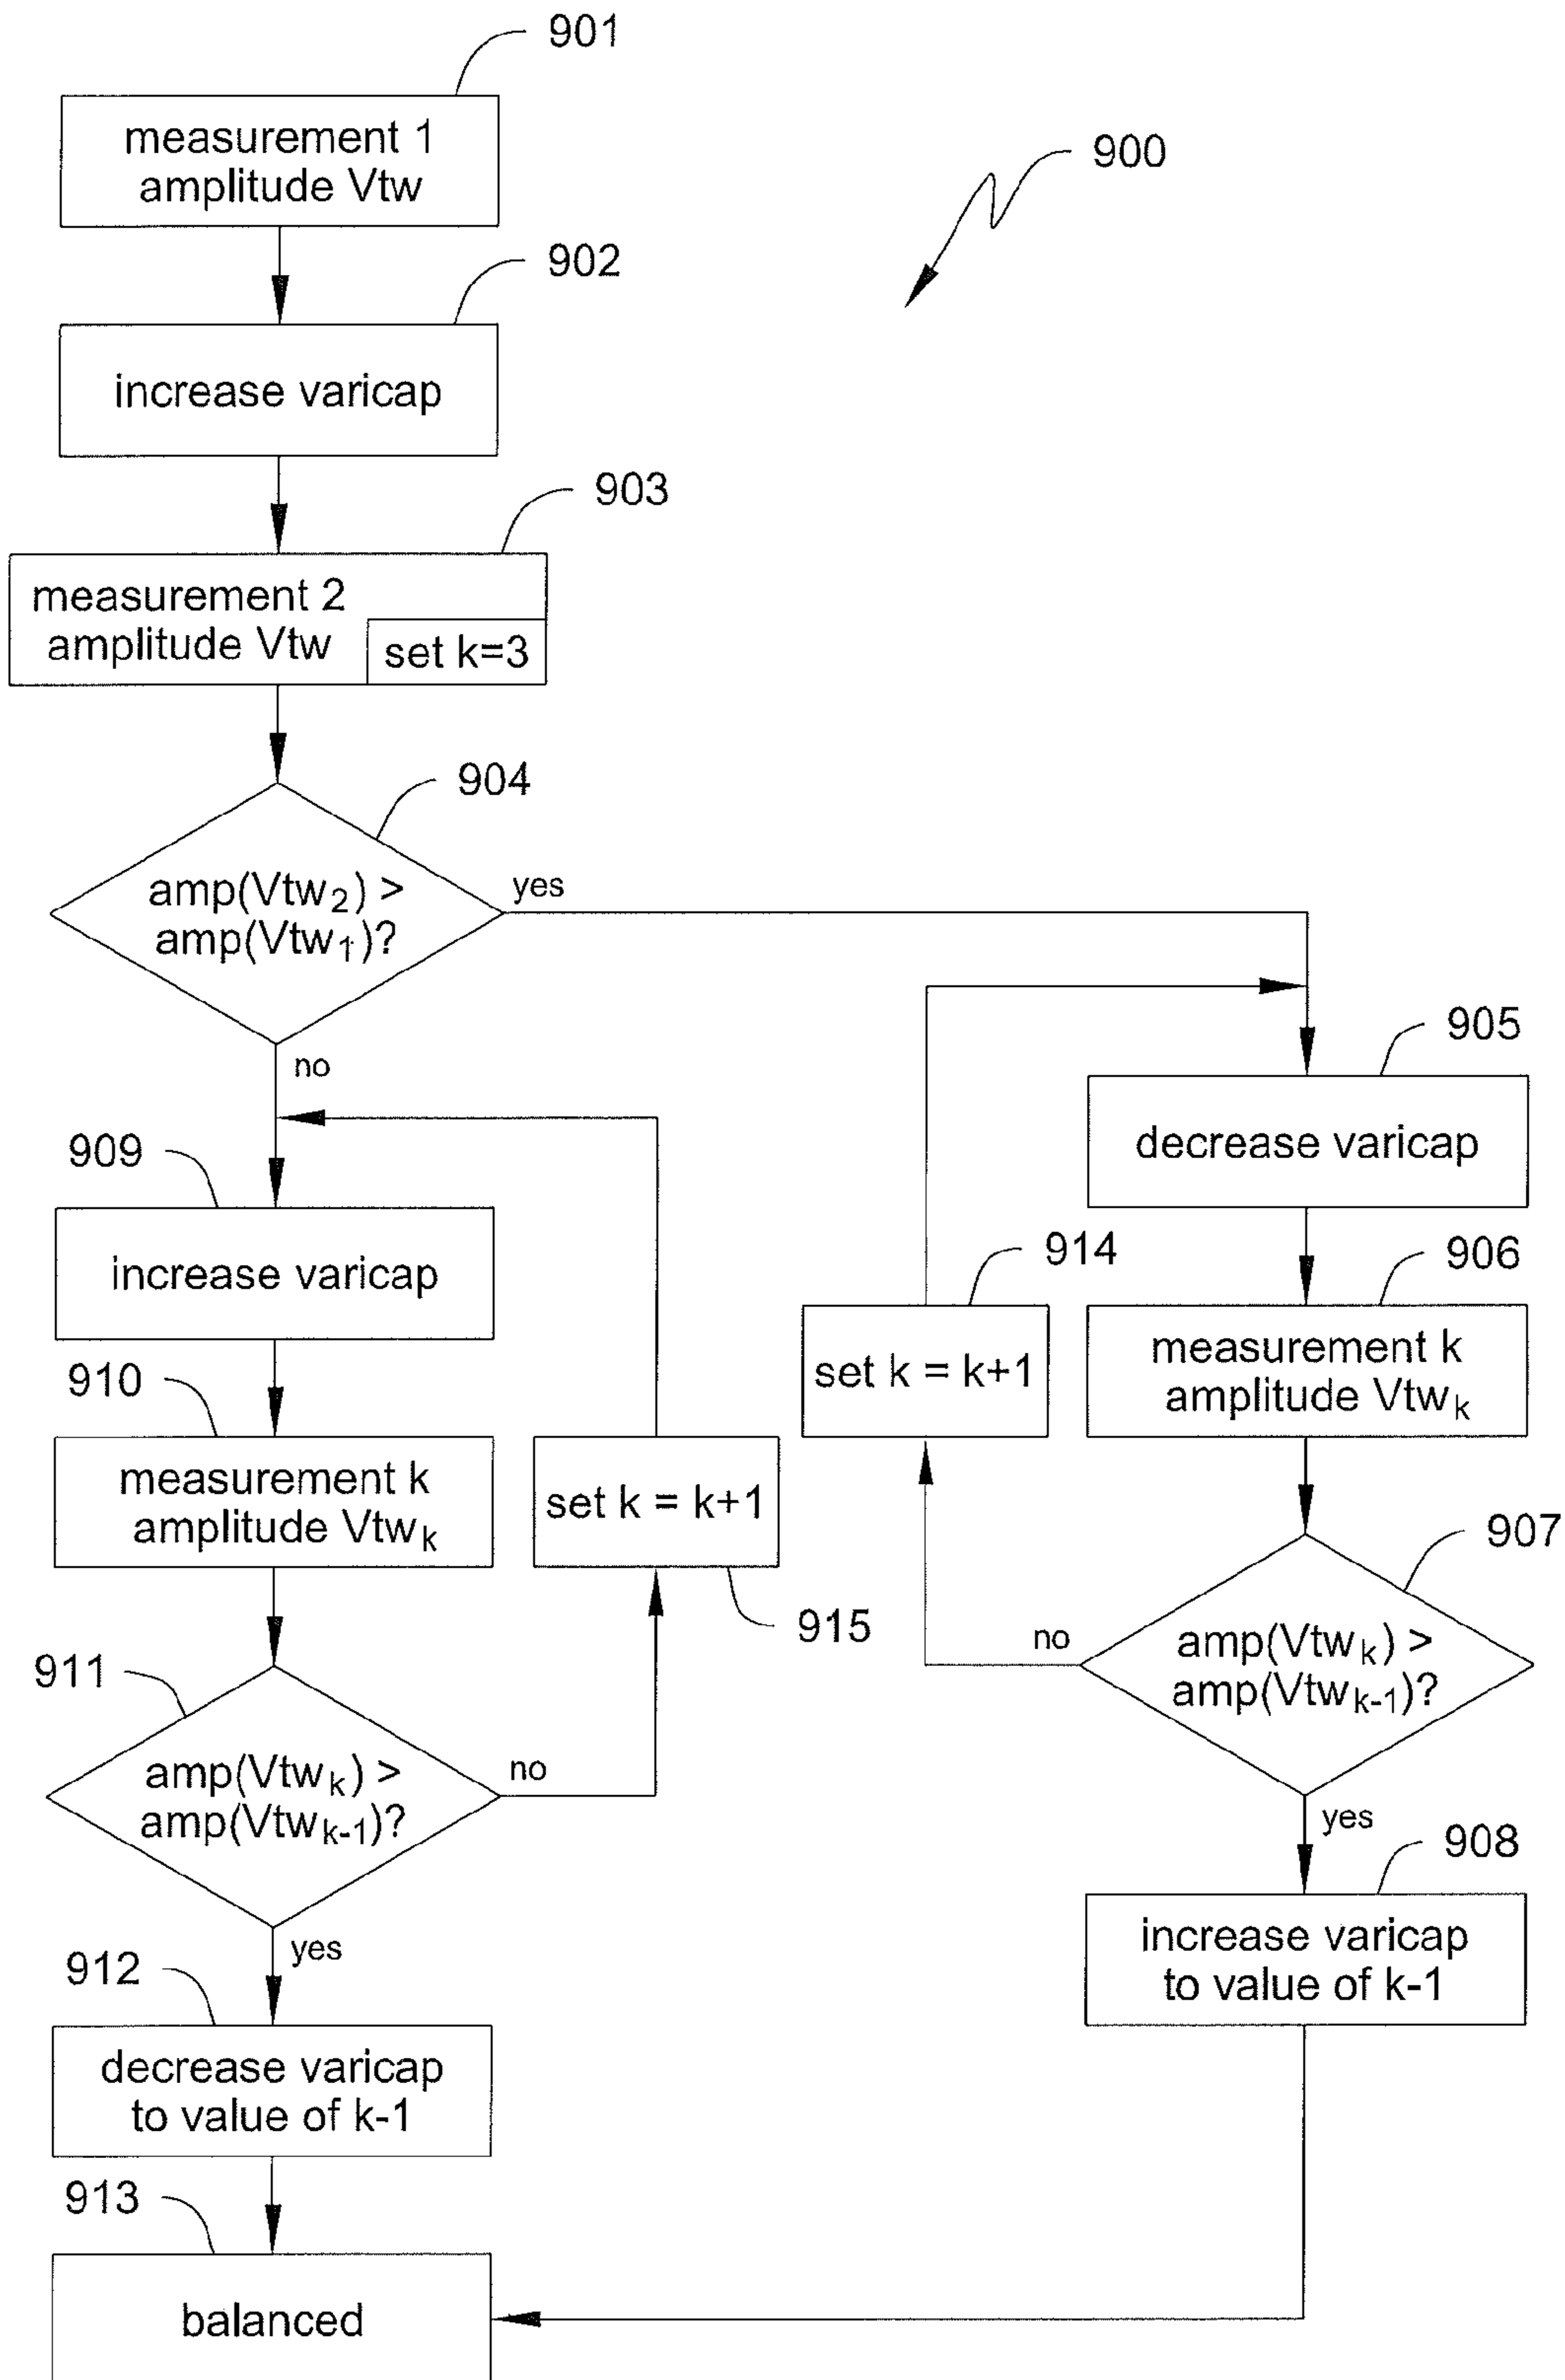 901
measurement 1
amplitude Vtw
900
902
increase varicap
903
measurement 2
amplitude Vtw
set k=3
904
amp(Vtw₂) >
amp(Vtw₁)?
yes
no
905
decrease varicap
909
increase varicap
914
set k = k+1
906
measurement k
amplitude Vtwₖ
910
measurement k
amplitude Vtwₖ
set k = k+1
915
907
amp(Vtwₖ) >
amp(Vtwₖ₋₁)?
no
yes
911
amp(Vtwₖ) >
amp(Vtwₖ₋₁)?
no
yes
908
increase varicap
to value of k-1
912
decrease varicap
to value of k-1
913
balanced